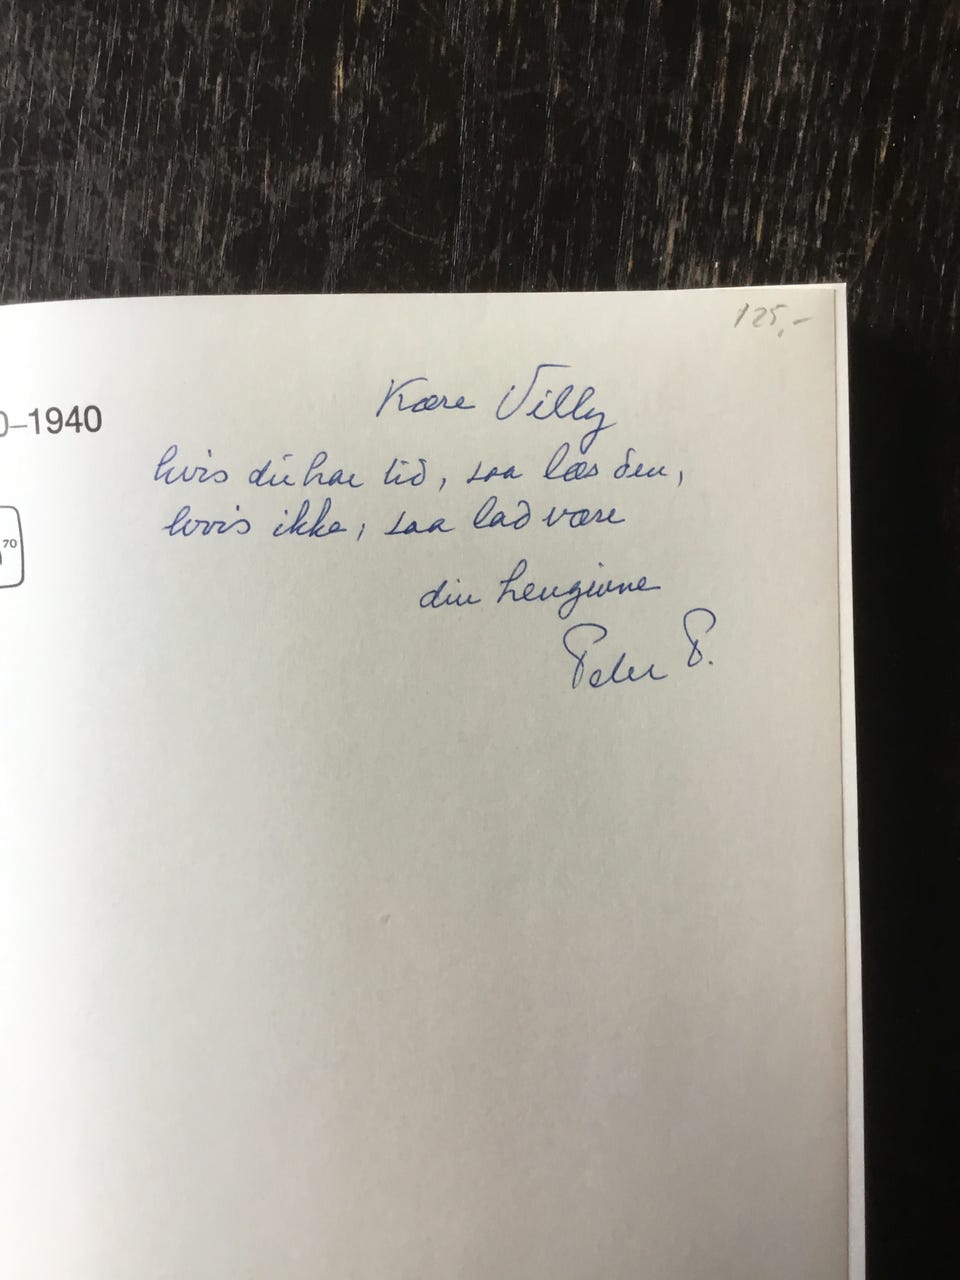 125,-
Kære Villy
0–1940
hvis du har tid, saa læs den,
hvis ikke, saa lad være
70
din hengivne
Peter P.